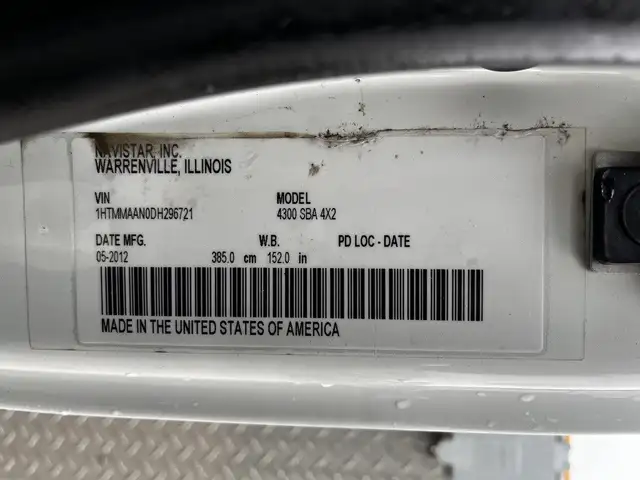 NAVISTAR, INC.
WARRENVILLE, ILLINOIS
VIN MODEL
1HTMMAAN0DH296721 4300 SBA 4X2
DATE MFG. W.B. PD LOC - DATE
05-2012 385.0 cm 152.0 in
MADE IN THE UNITED STATES OF AMERICA